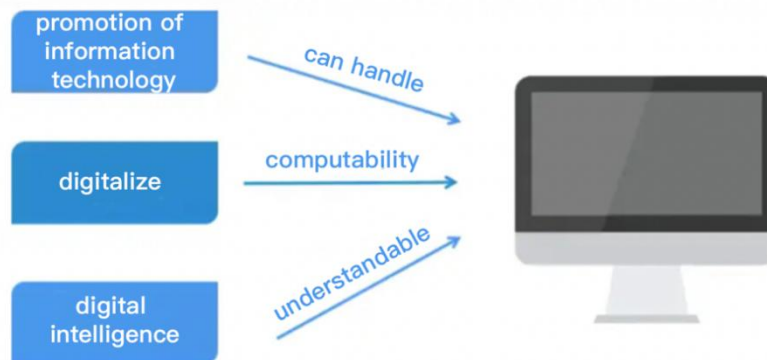 promotion of
information
technology
can handle
digitalize
computability
digital
intelligence
understandable